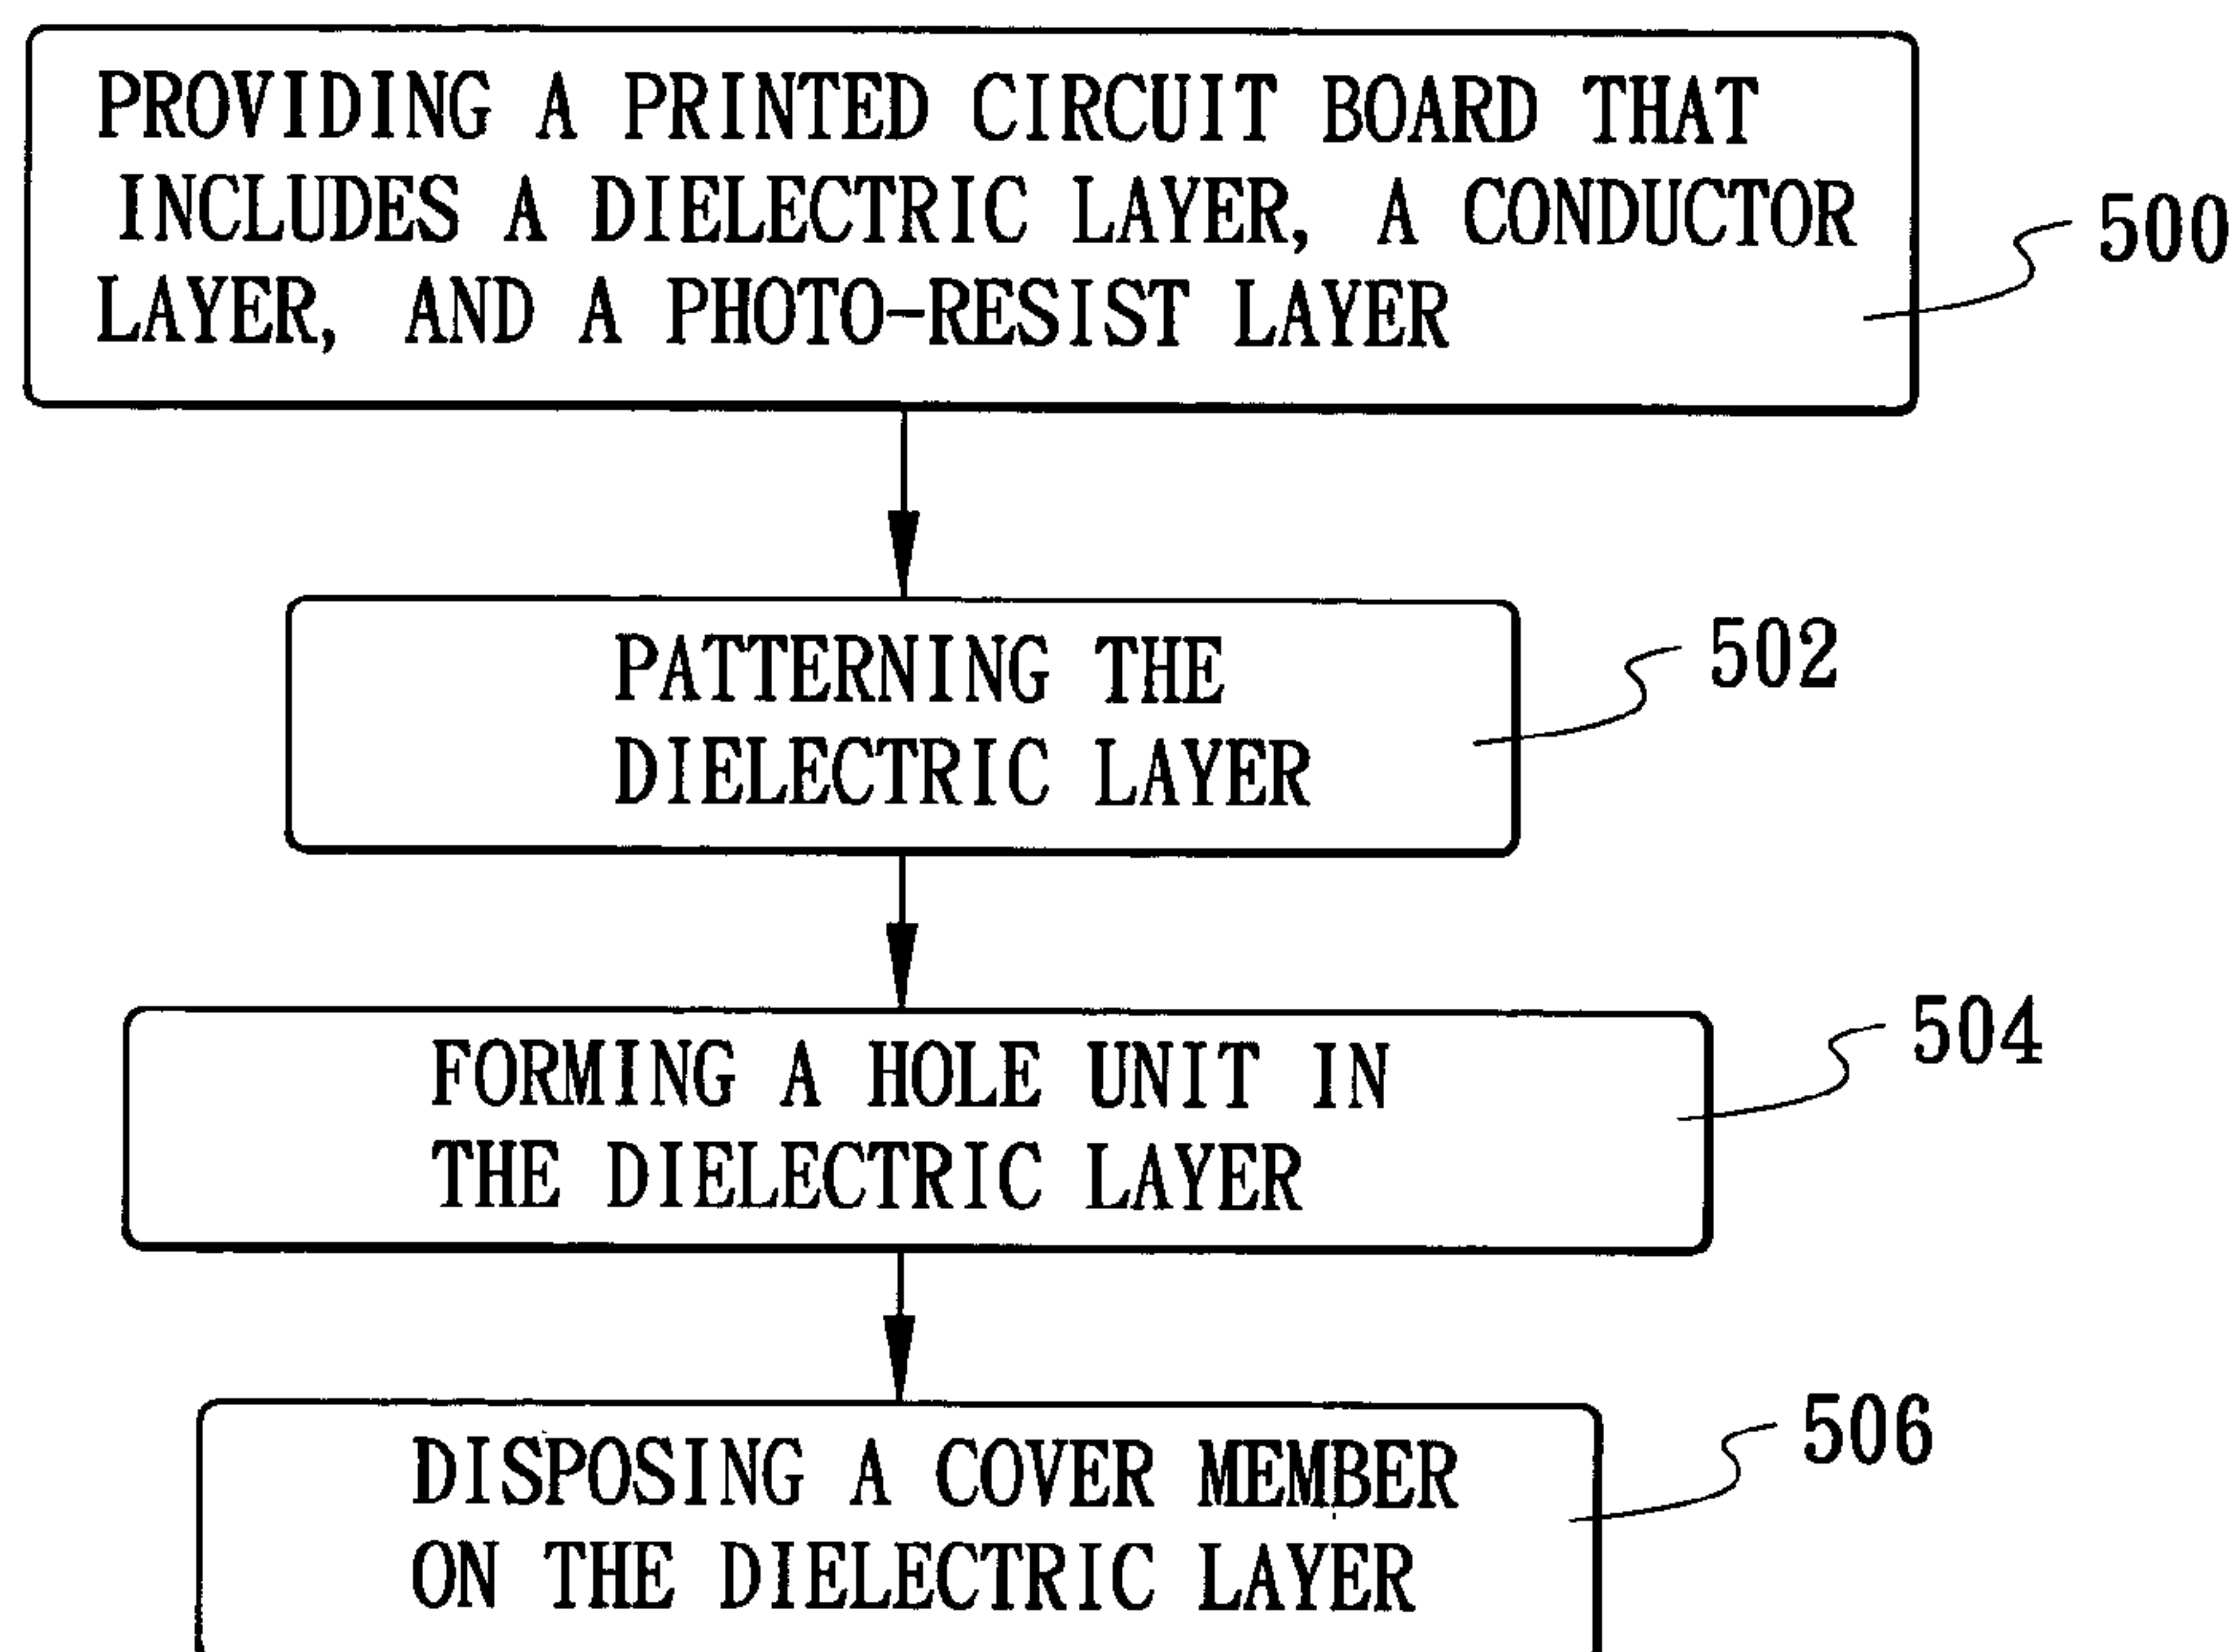 PROVIDING A PRINTED CIRCUIT BOARD THAT
INCLUDES A DIELECTRIC LAYER, A CONDUCTOR
LAYER, AND A PHOTO-RESIST LAYER
500
PATTERNING THE
DIELECTRIC LAYER
502
FORMING A HOLE UNIT IN
THE DIELECTRIC LAYER
504
DISPOSING A COVER MEMBER
ON THE DIELECTRIC LAYER
506